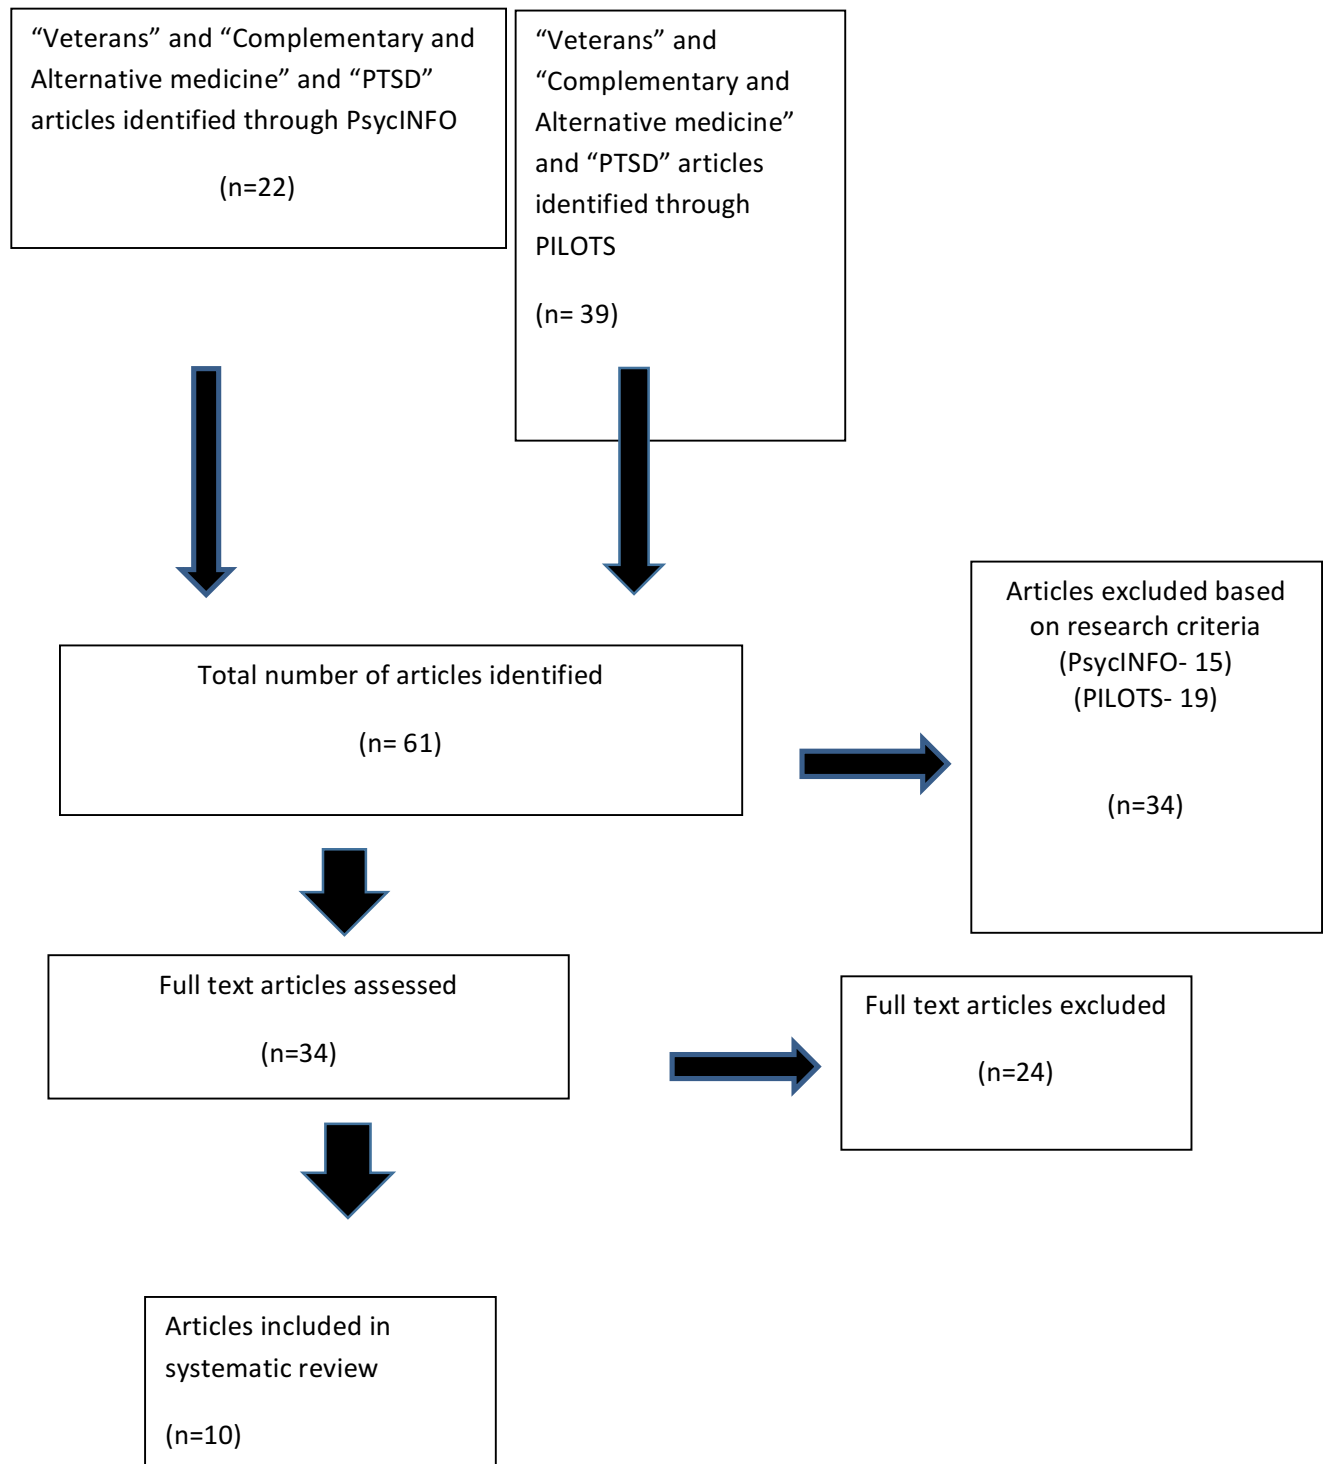 “Veterans” and “Complementary and
Alternative medicine” and “PTSD”
articles identified through PsycINFO
(n=22)
“Veterans” and
“Complementary and
Alternative medicine”
and “PTSD” articles
identified through
PILOTS
(n= 39)
Total number of articles identified
(n= 61)
Articles excluded based
on research criteria
(PsycINFO- 15)
(PILOTS- 19)
(n=34)
Full text articles assessed
(n=34)
Full text articles excluded
(n=24)
Articles included in
systematic review
(n=10)